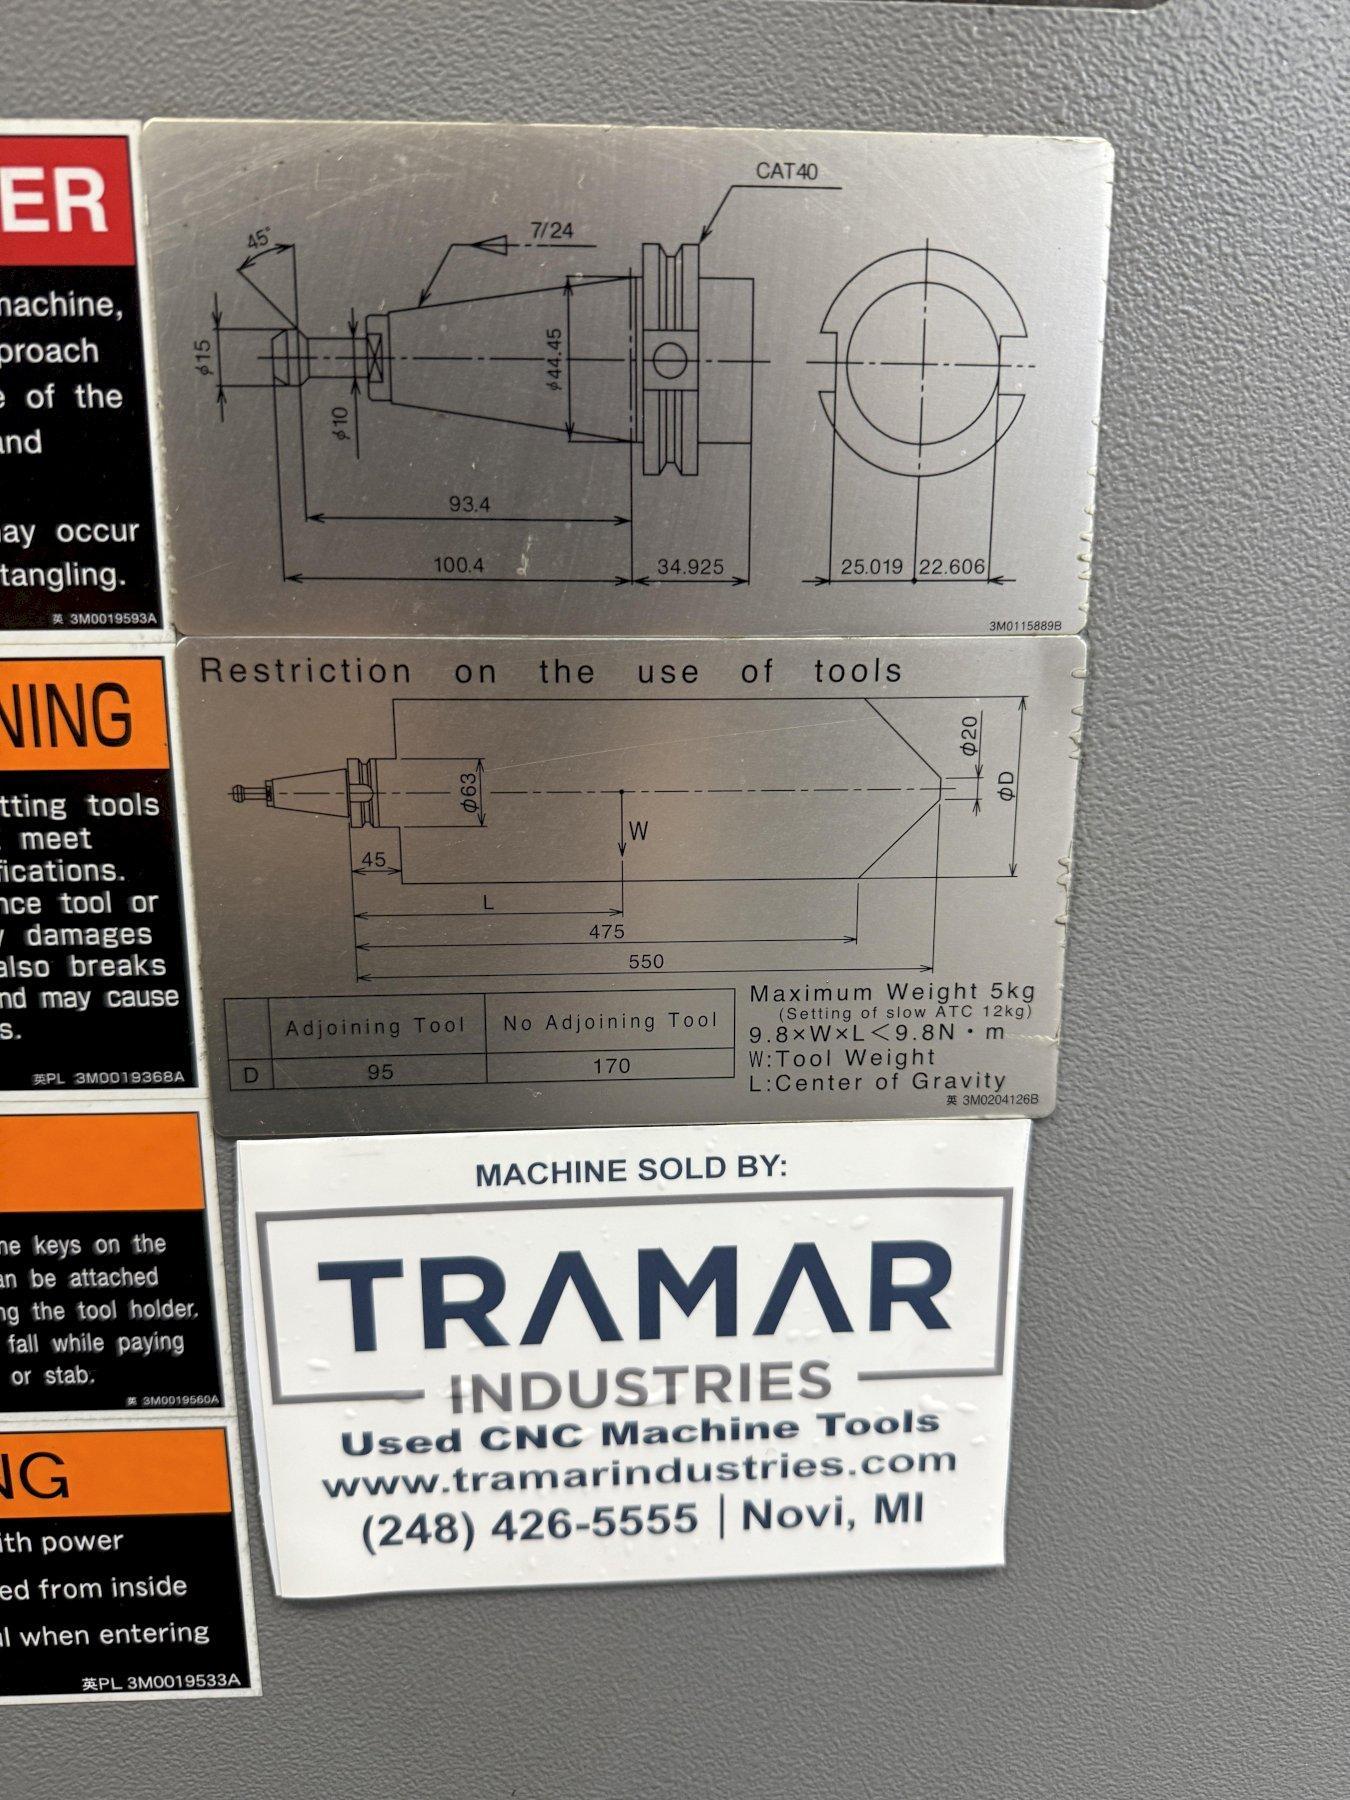 ER
machine,
proach
e of the
and
may occur
tangling.
英 3M0019593A
CAT40
7/24
45°
φ15
φ10
φ44.45
93.4
100.4
34.925
25.019
22.606
3M0115889B
NING
tting tools
meet
fications.
nce tool or
y damages
also breaks
nd may cause
s.
英PL 3M0019368A
Restriction on the use of tools
φ63
φ20
φD
W
45
L
475
550
Adjoining Tool
No Adjoining Tool
D
95
170
Maximum Weight 5kg
(Setting of slow ATC 12kg)
9.8×W×L<9.8N・m
W:Tool Weight
L:Center of Gravity
英 3M0204126B
ne keys on the
an be attached
ng the tool holder.
fall while paying
or stab.
英 3M0019560A
NG
ith power
ed from inside
ul when entering
英PL 3M0019533A
MACHINE SOLD BY:
TRAMAR
INDUSTRIES
Used CNC Machine Tools
www.tramarindustries.com
(248) 426-5555 | Novi, MI